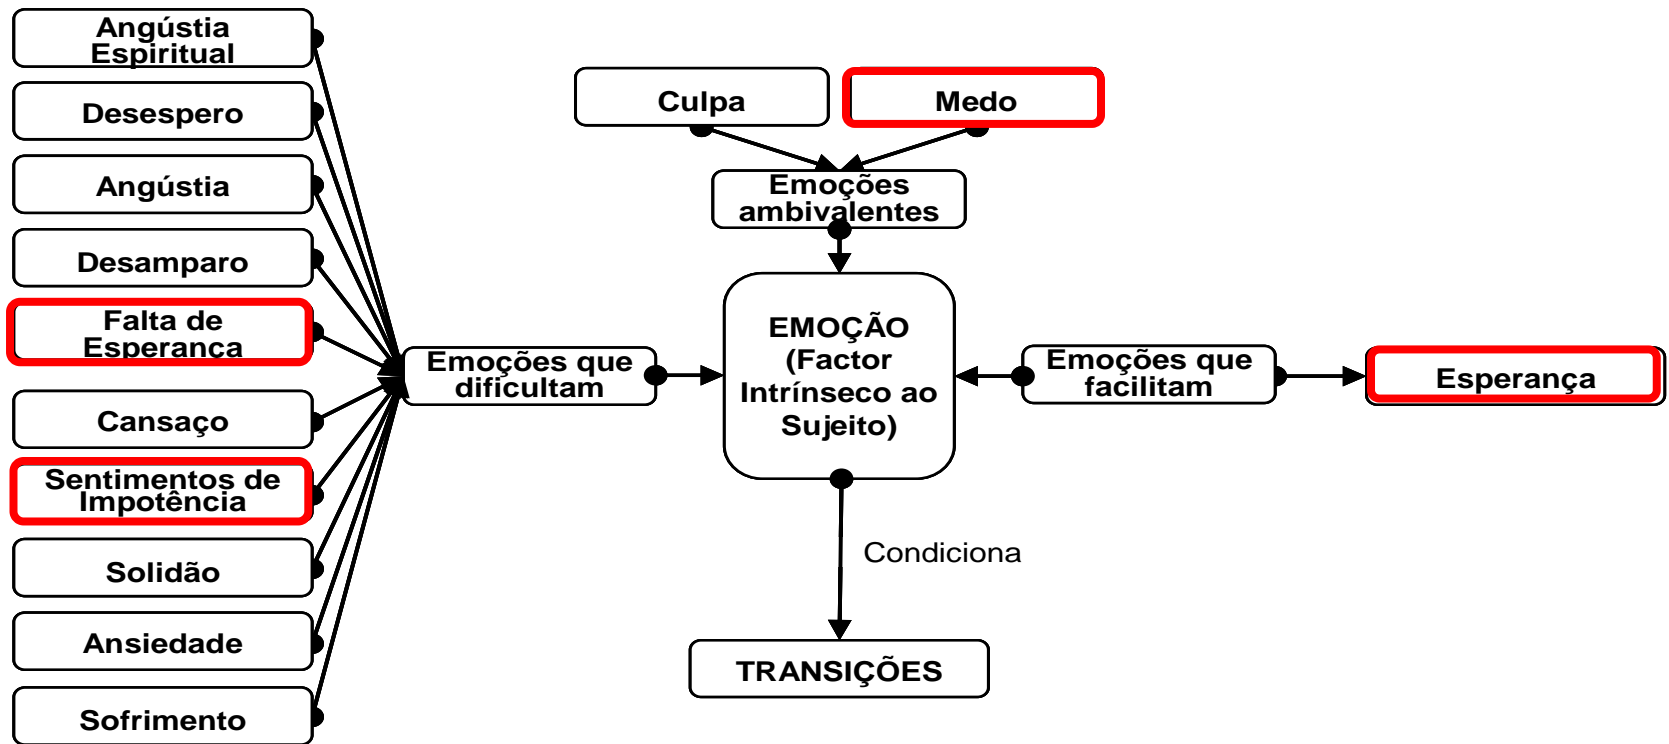 Angústia
Espiritual
Desespero
Angústia
Desamparo
Falta de
Esperança
Cansaço
Sentimentos de
Impotência
Solidão
Ansiedade
Sofrimento
Emoções que
dificultam
Culpa
Medo
Emoções
ambivalentes
EMOÇÃO
(Factor
Intrínseco ao
Sujeito)
Condiciona
TRANSIÇÕES
Emoções que
facilitam
Esperança